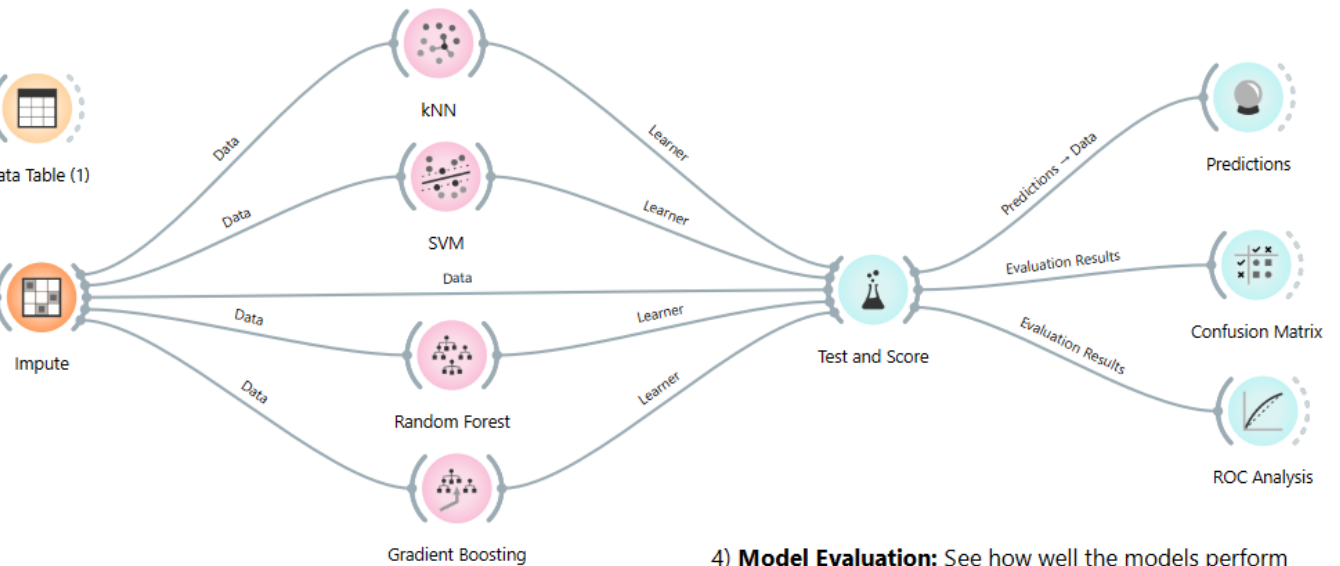 kNN
ata Table (1)
Data
Learner
Predictions → Data
Predictions
SVM
Data
Learner
Data
Evaluation Results
Confusion Matrix
Impute
Data
Learner
Test and Score
Evaluation Results
Random Forest
Data
Learner
ROC Analysis
Gradient Boosting
4) Model Evaluation: See how well the models perform